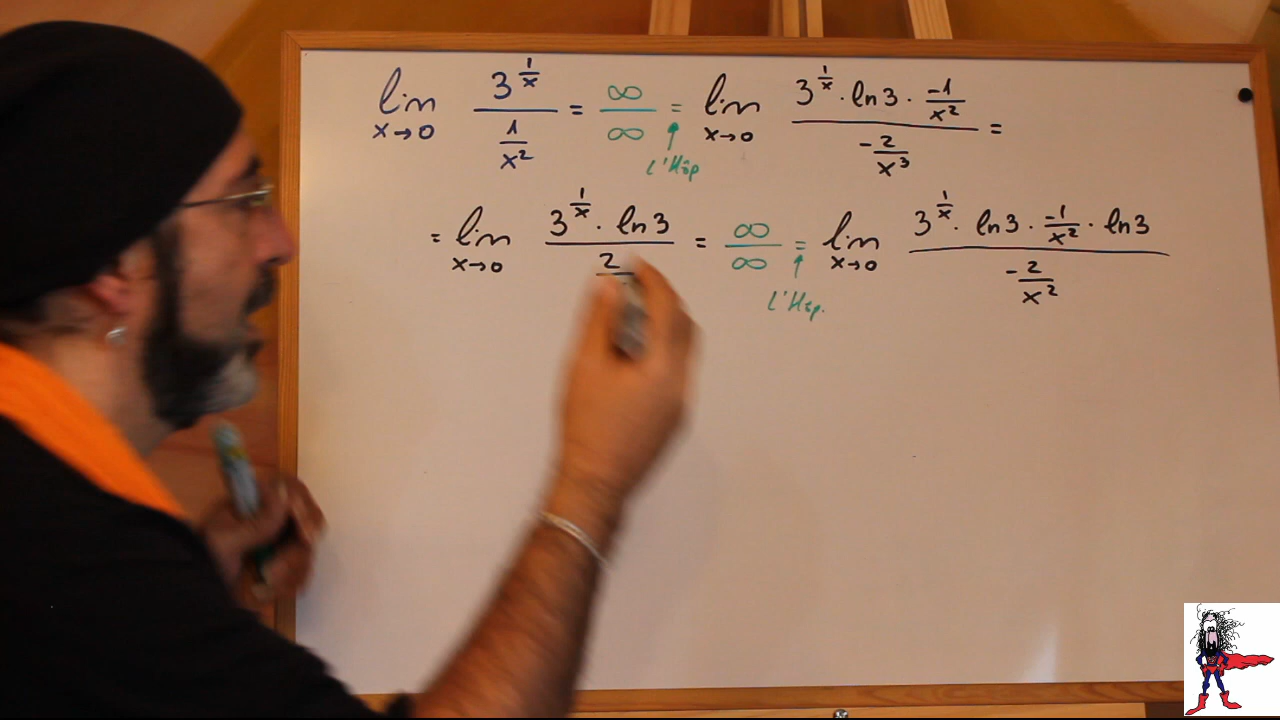 lim x→0 3^(1/x) / (1/x²) = ∞/∞ = lim x→0 (3^(1/x) · ln3 · (-1/x²)) / (-2/x³) =
L'Hôp
= lim x→0 (3^(1/x) · ln3) / (2/ = ∞/∞ = lim x→0 (3^(1/x) · ln3 · (-1/x²) · ln3) / (-2/x²)
L'Hôp.